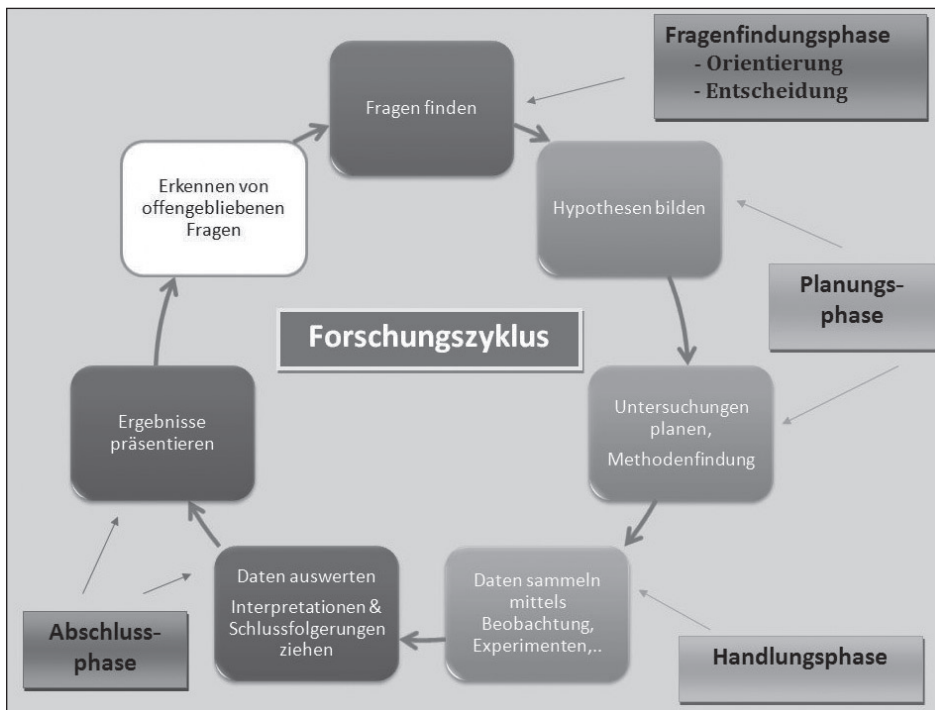 Fragenfindungsphase
- Orientierung
- Entscheidung
Fragen finden
Erkennen von
offengebliebenen
Fragen
Hypothesen bilden
Planungs-
phase
Forschungszyklus
Ergebnisse
präsentieren
Untersuchungen
planen,
Methodenfindung
Daten auswerten
Interpretationen &
Schlussfolgerungen
ziehen
Daten sammeln
mittels
Beobachtung,
Experimenten,..
Abschluss-
phase
Handlungsphase